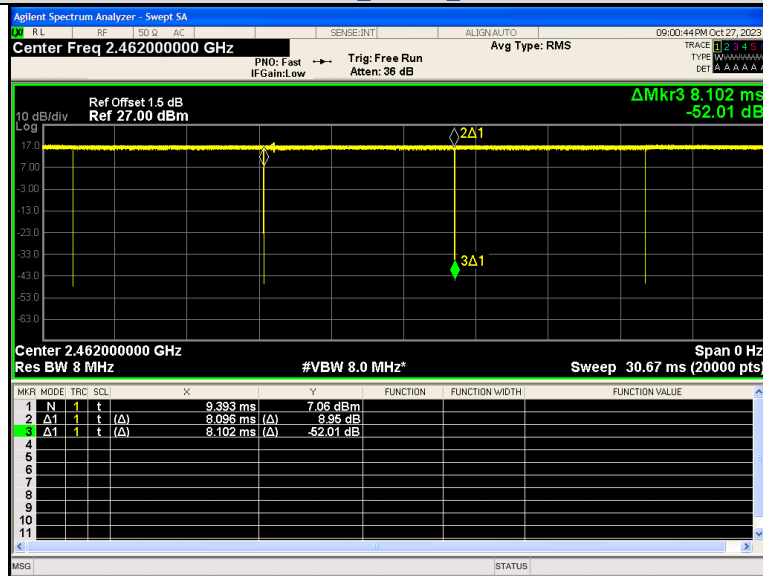 Agilent Spectrum Analyzer - Swept SA
LXI RL RF 50 Ω AC SENSE:INT ALIGN AUTO 09:00:44 PM Oct 27, 2023
Center Freq 2.462000000 GHz Avg Type: RMS TRACE 1 2 3 4 5
PNO: Fast Trig: Free Run TYPE
IFGain:Low Atten: 36 dB DET A A A A A
ΔMkr3 8.102 ms
Ref Offset 1.5 dB -52.01 dB
10 dB/div Ref 27.00 dBm
Log
2Δ1
17.0
7.00
-3.00
-13.0
-23.0
-33.0
3Δ1
-43.0
-53.0
-63.0
Center 2.462000000 GHz Span 0 Hz
Res BW 8 MHz #VBW 8.0 MHz* Sweep 30.67 ms (20000 pts)
MKR MODE TRC SCL X Y FUNCTION FUNCTION WIDTH FUNCTION VALUE
1 N 1 t 9.393 ms 7.06 dBm
2 Δ1 1 t (Δ) 8.096 ms (Δ) 8.95 dB
3 Δ1 1 t (Δ) 8.102 ms (Δ) -52.01 dB
4
5
6
7
8
9
10
11
MSG STATUS